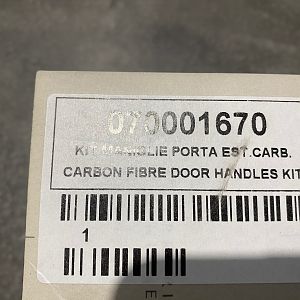 070001670
KIT MANIGLIE PORTA EST.CARB.
CARBON FIBRE DOOR HANDLES KIT
1